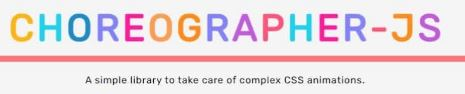 CHOREOGRAPHER-JS
A simple library to take care of complex CSS animations.